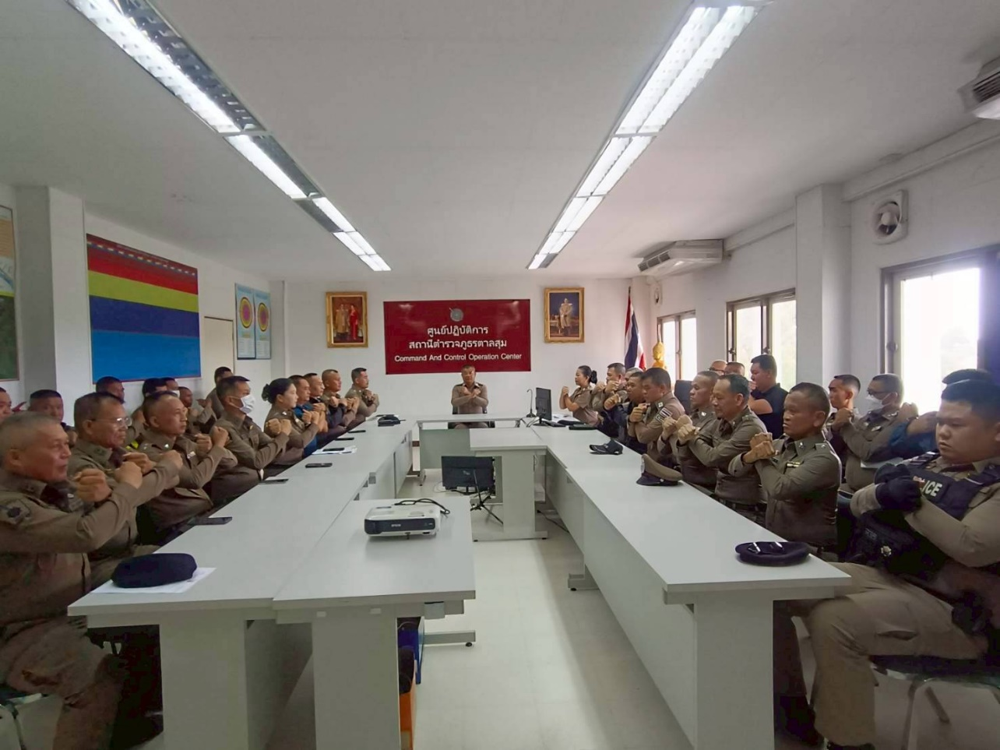 ศูนย์ปฏิบัติการ
สถานีตำรวจภูธรตาลสุม
Command And Control Operation Center
EPSON